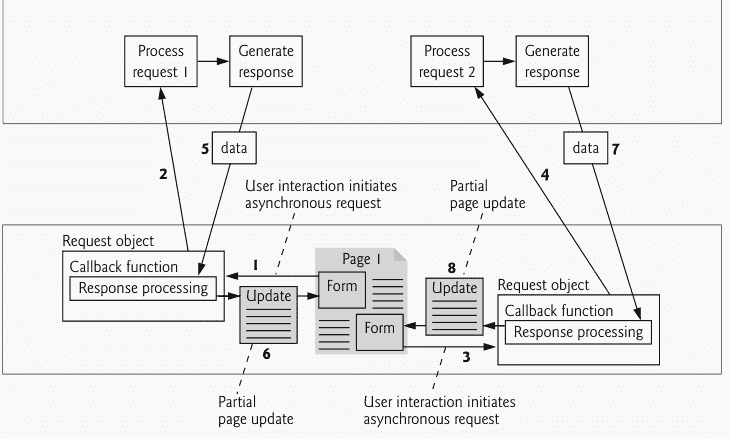 Process
request 1
Generate
response
Process
request 2
Generate
response
5
data
data
7
2
4
User interaction initiates
asynchronous request
Partial
page update
Request object
Callback function
Response processing
1
Page 1
Form
8
Update
Request object
Callback function
Response processing
Update
Form
6
3
Partial
page update
User interaction initiates
asynchronous request